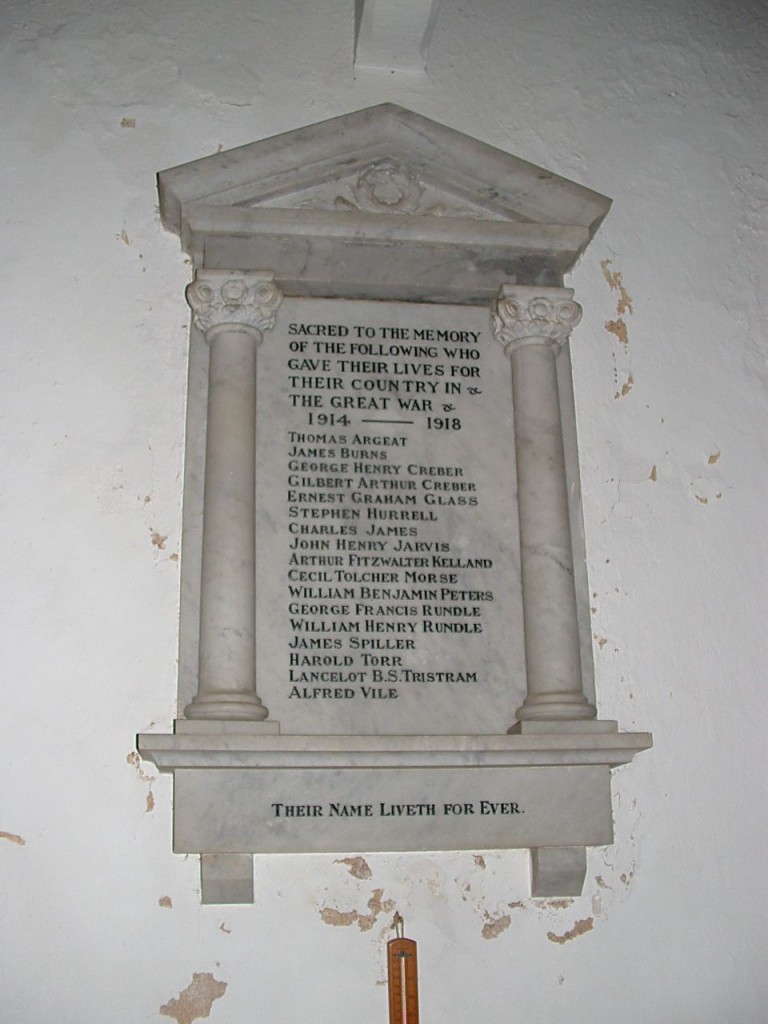 SACRED TO THE MEMORY
OF THE FOLLOWING WHO
GAVE THEIR LIVES FOR
THEIR COUNTRY IN
THE GREAT WAR
1914 — 1918
THOMAS ARGEAT
JAMES BURNS
GEORGE HENRY CREBER
GILBERT ARTHUR CREBER
ERNEST GRAHAM GLASS
STEPHEN HURRELL
CHARLES JAMES
JOHN HENRY JARVIS
ARTHUR FITZWALTER KELLAND
CECIL TOLCHER MORSE
WILLIAM BENJAMIN PETERS
GEORGE FRANCIS RUNDLE
WILLIAM HENRY RUNDLE
JAMES SPILLER
HAROLD TORR
LANCELOT B.S. TRISTRAM
ALFRED VILE
THEIR NAME LIVETH FOR EVER.